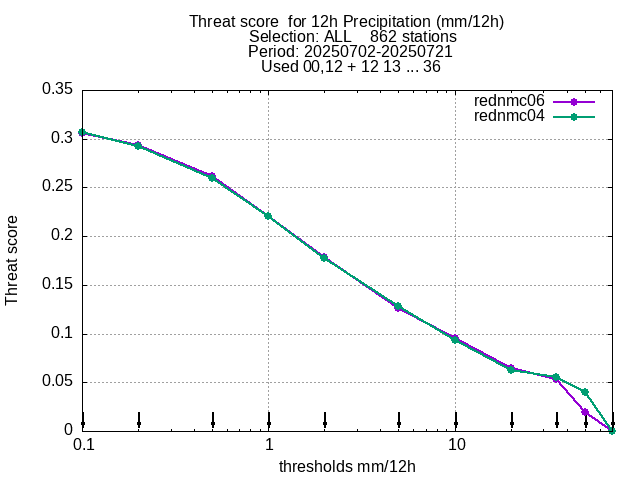 Threat score  for 12h Precipitation (mm/12h)
Selection: ALL    862 stations
Period: 20250702-20250721
Used 00,12 + 12 13 ... 36
rednmc06
rednmc04
0.35
0.3
0.25
0.2
0.15
0.1
0.05
0
Threat score
0.1
1
10
thresholds mm/12h